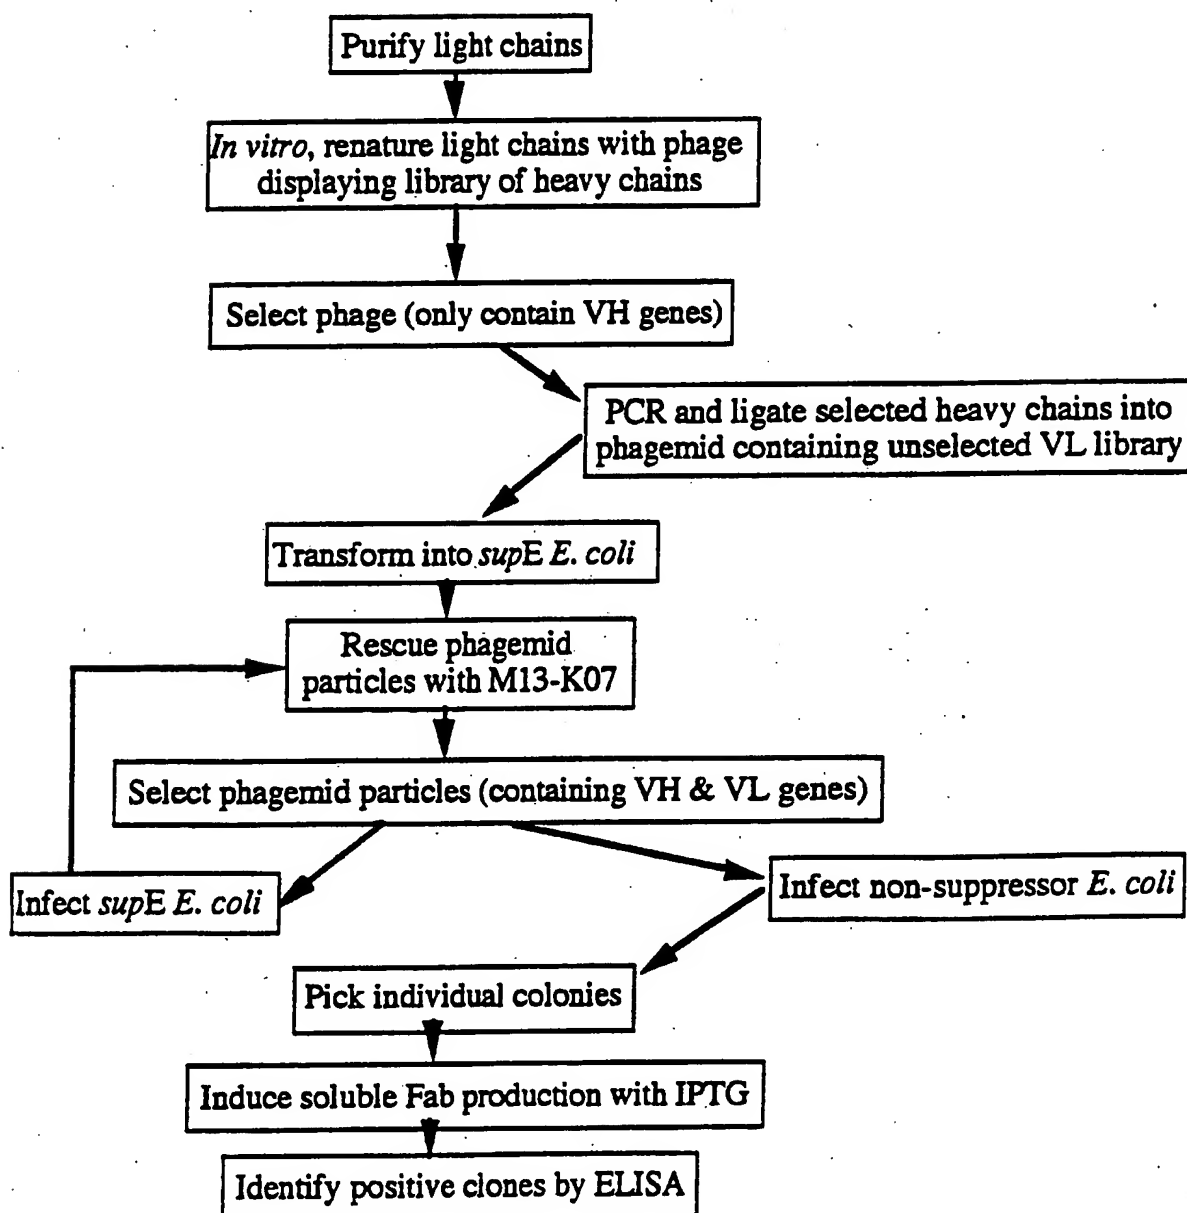 Purify light chains
In vitro, renature light chains with phage
displaying library of heavy chains
Select phage (only contain VH genes)
PCR and ligate selected heavy chains into
phagemid containing unselected VL library
Transform into supE E. coli
Rescue phagemid
particles with M13-K07
Select phagemid particles (containing VH & VL genes)
Infect supE E. coli
Infect non-suppressor E. coli
Pick individual colonies
Induce soluble Fab production with IPTG
Identify positive clones by ELISA